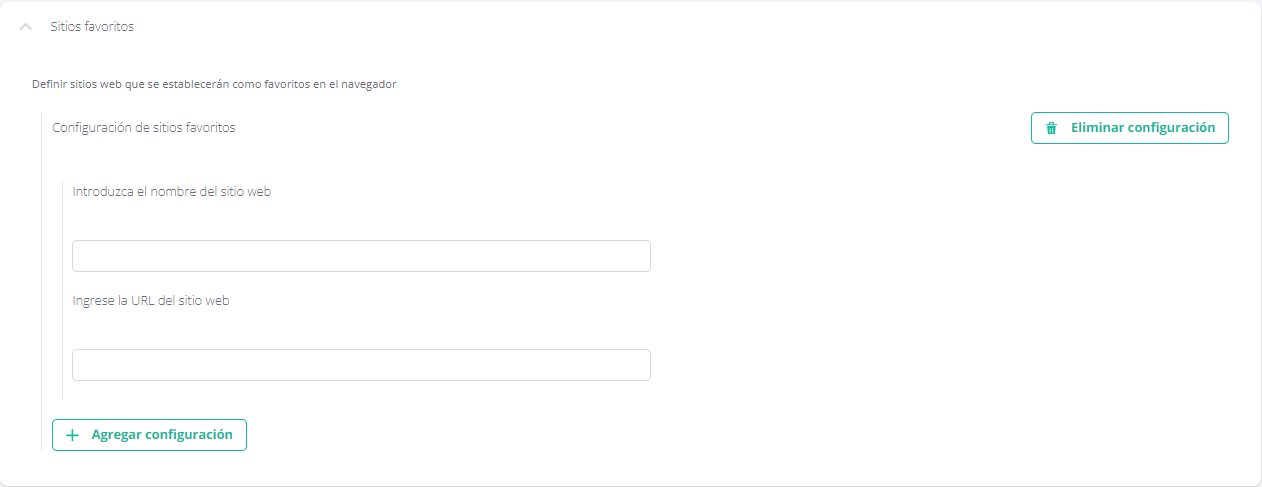 Sitios favoritos
Definir sitios web que se establecerán como favoritos en el navegador
Configuración de sitios favoritos
Eliminar configuración
Introduzca el nombre del sitio web
Ingrese la URL del sitio web
Agregar configuración